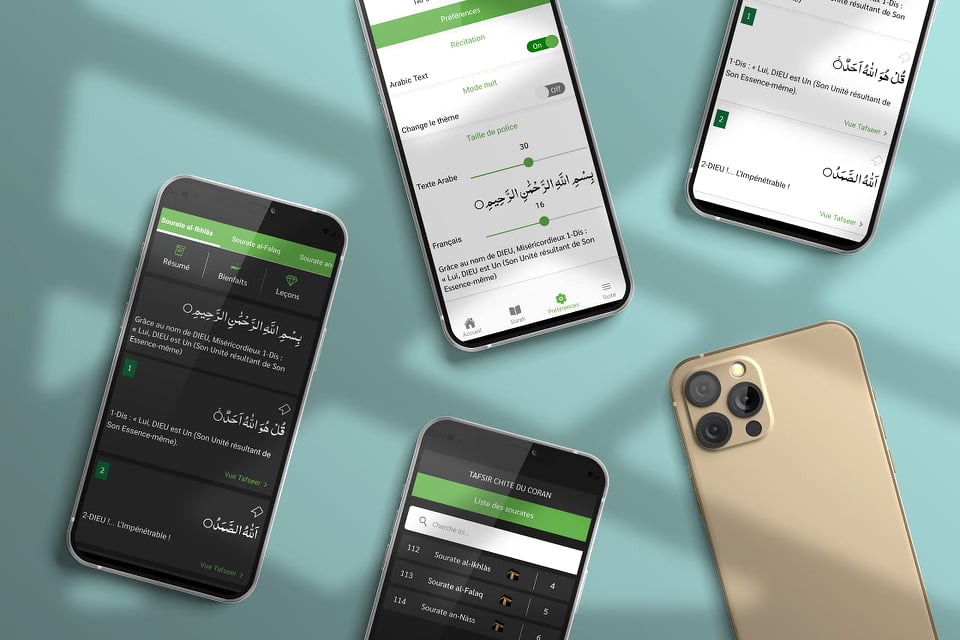 Préférences
Récitation
Arabic Text
On
Mode nuit
Change le thème
Off
Taille de police
30
Texte Arabe
بِسْمِ اللَّهِ الرَّحْمَٰنِ الرَّحِيمِ
16
Français
Grâce au nom de DIEU, Miséricordieux 1-Dis :
« Lui, DIEU est Un (Son Unité résultant de Son
Essence-même)
Accueil
Surah
Préférences
Suite
Son Essence-même).
1
قُلْ هُوَ اللَّهُ أَحَدٌ
1-Dis : « Lui, DIEU est Un (Son Unité résultant de
Son Essence-même).
Vue Tafseer >
2
اللَّهُ الصَّمَدُ
2-DIEU !... L'Impénétrable !
Vue Tafseer >
Sourate al-Ikhlàs
Sourate al-Falaq
Sourate an-
Résumé
Bienfaits
Leçons
بِسْمِ اللَّهِ الرَّحْمَٰنِ الرَّحِيمِ
Grâce au nom de DIEU, Miséricordieux 1-Dis :
« Lui, DIEU est Un (Son Unité résultant de Son
Essence-même)
1
قُلْ هُوَ اللَّهُ أَحَدٌ
1-Dis : « Lui, DIEU est Un (Son Unité résultant de
Son Essence-même).
Vue Tafseer >
2
اللَّهُ الصَّمَدُ
2-DIEU !... L'Impénétrable !
Vue Tafseer >
TAFSIR CHITE DU CORAN
Liste des sourates
Cherche ici...
112 Sourate al-Ikhlàs 4
113 Sourate al-Falaq 5
114 Sourate an-Nàss 6